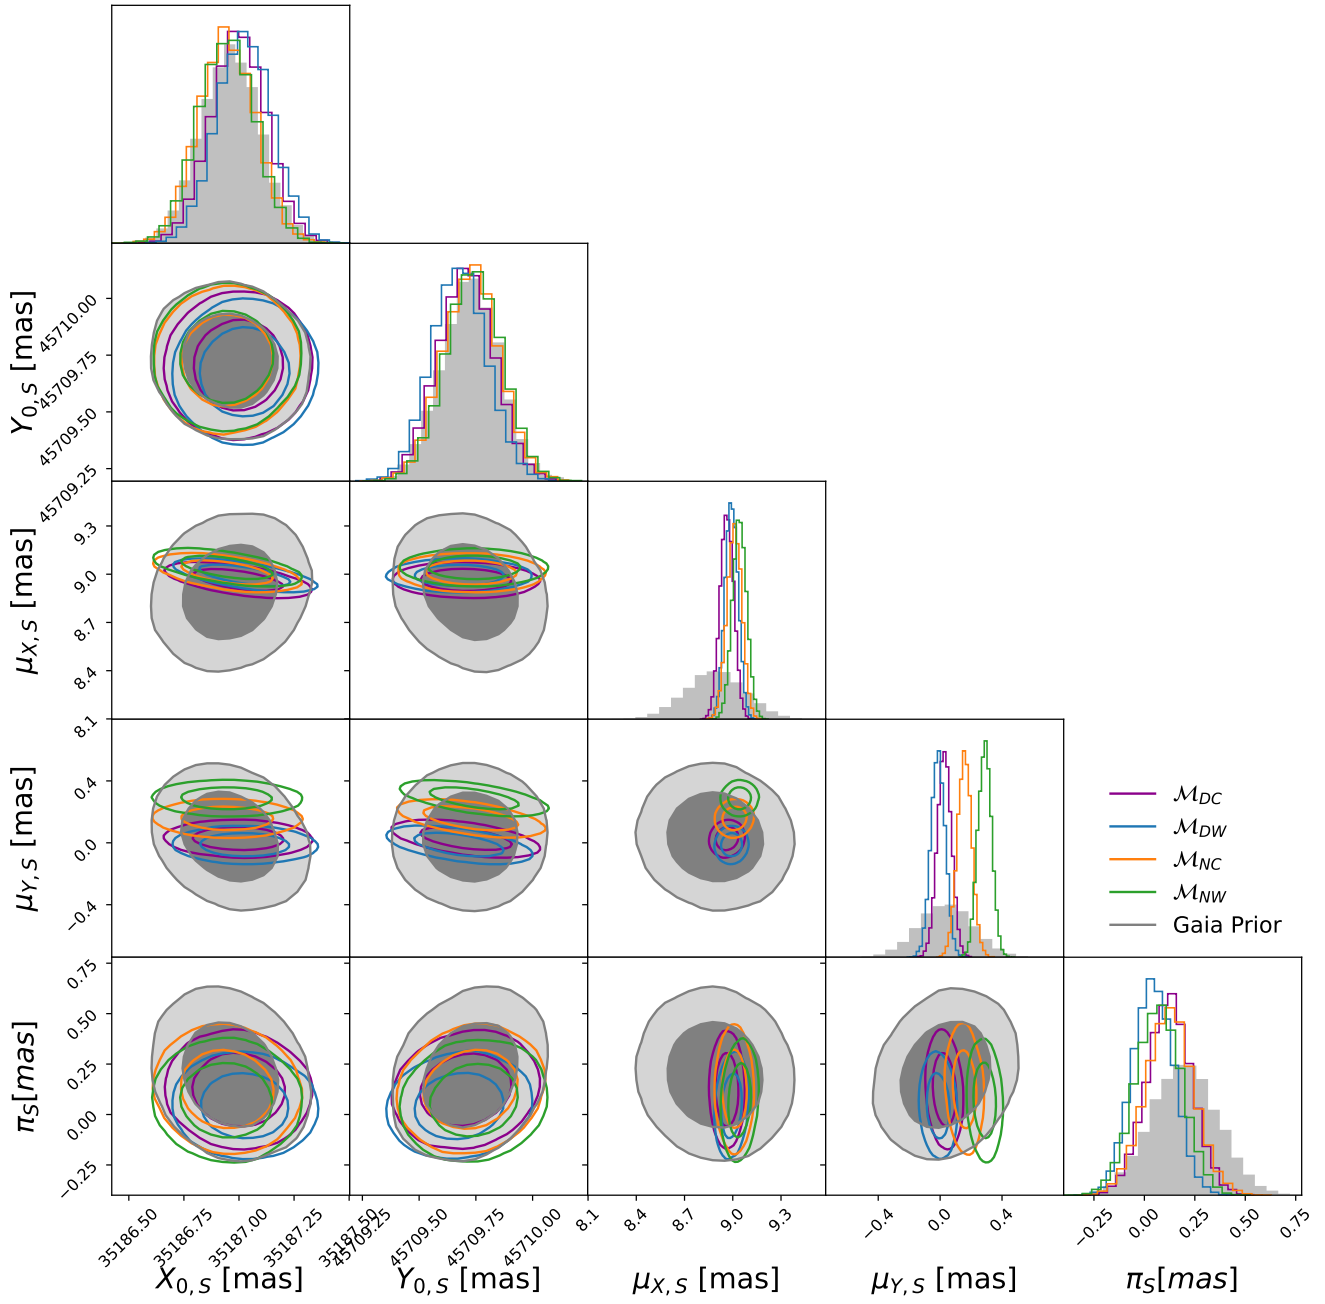 Y₀,S [mas]
45710.00
45709.75
45709.50
45709.25
μX,S [mas]
9.3
9.0
8.7
8.4
8.1
μY,S [mas]
0.4
0.0
−0.4
πS[mas]
0.75
0.50
0.25
0.00
−0.25
ℳDC
ℳDW
ℳNC
ℳNW
Gaia Prior
35186.50 35186.75 35187.00 35187.25 35187.50 45709.25 45709.50 45709.75 45710.00 8.1 8.4 8.7 9.0 9.3 −0.4 0.0 0.4 −0.25 0.00 0.25 0.50 0.75
X₀,S [mas] Y₀,S [mas] μX,S [mas] μY,S [mas] πS[mas]